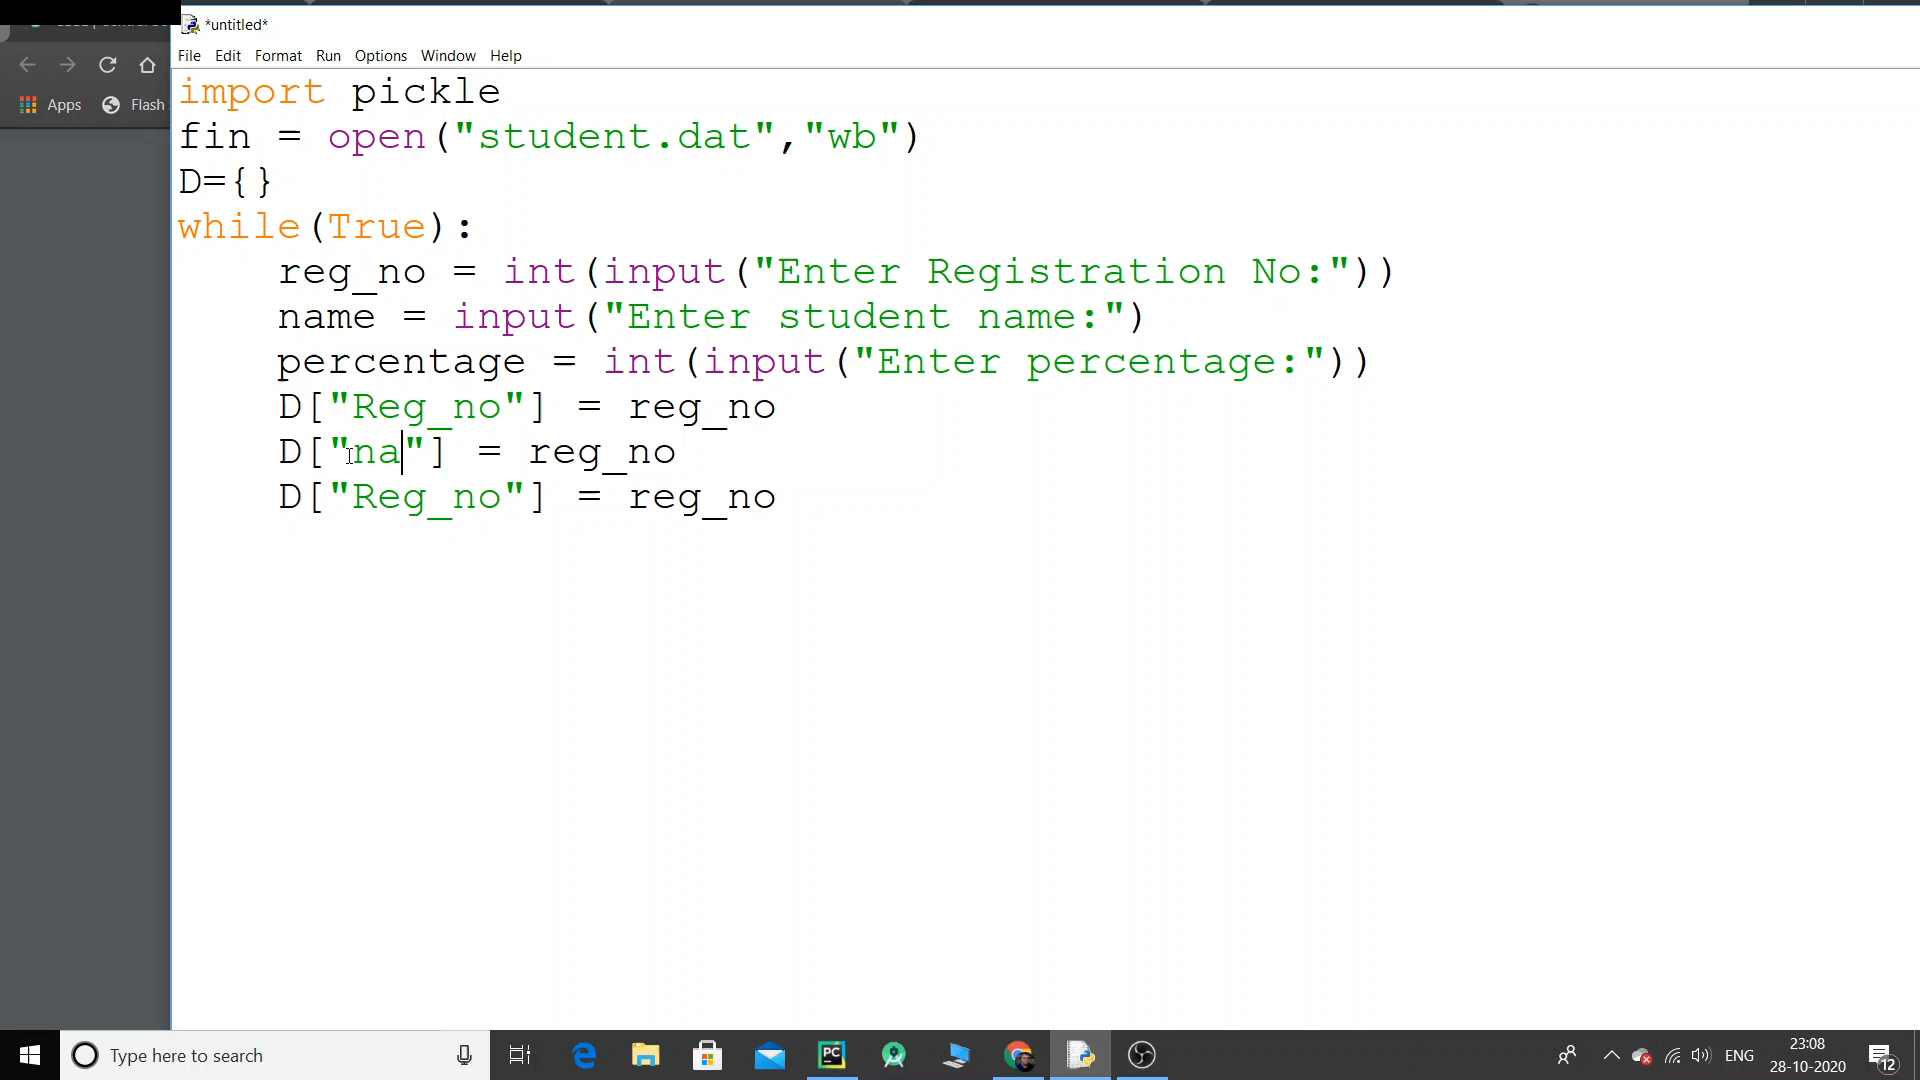 *untitled*
File Edit Format Run Options Window Help
Apps Flash
import pickle
fin = open("student.dat","wb")
D={}
while(True):
    reg_no = int(input("Enter Registration No:"))
    name = input("Enter student name:")
    percentage = int(input("Enter percentage:"))
    D["Reg_no"] = reg_no
    D["na"] = reg_no
    D["Reg_no"] = reg_no
Type here to search
PC
ENG
23:08
28-10-2020
12